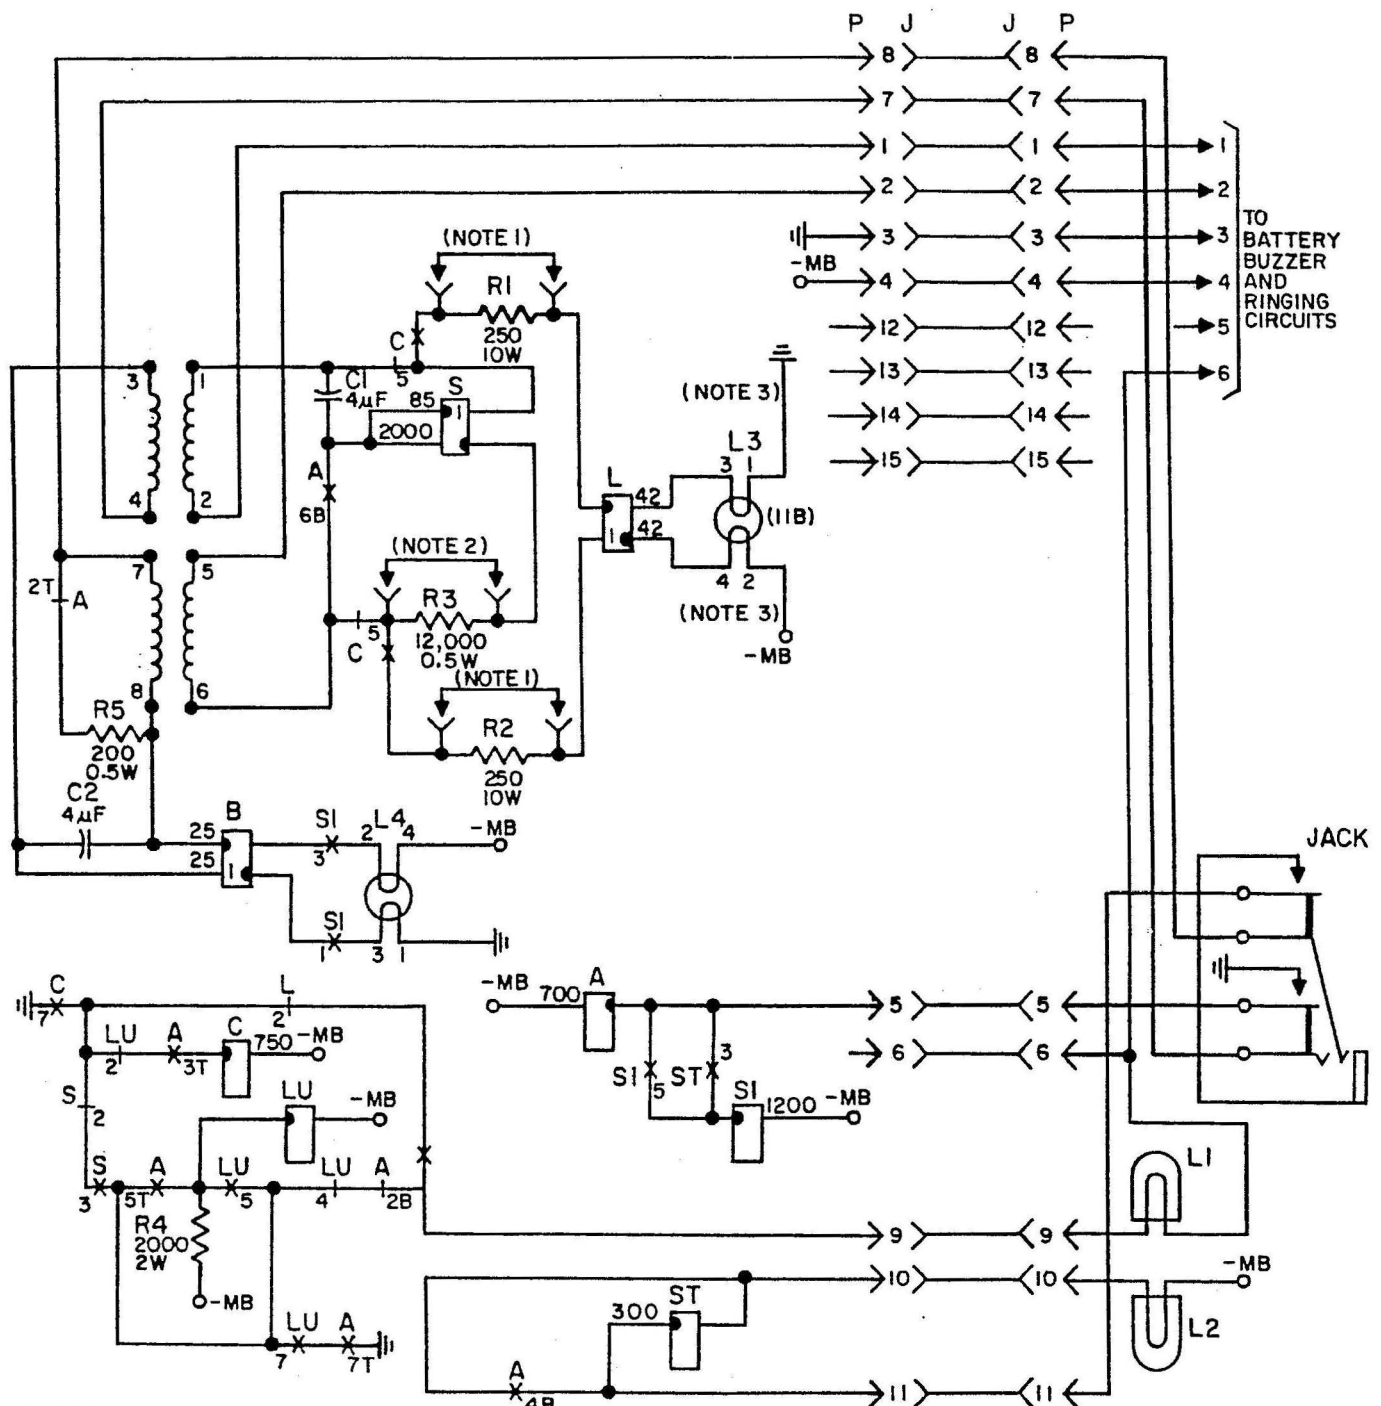 P J J P
8 8
7 7
1 1 1
2 2 2
3 3 3
-MB
4 4 4
12 12 5
13 13 6
14 14
15 15
TO
BATTERY
BUZZER
AND
RINGING
CIRCUITS
(NOTE 1)
R1
250
10W
C
5
3 1
C1
4µF
85 S
1
2000
A
6B
4 2
(NOTE 3)
L3
3 1
L
42
1 42
(11B)
4 2
(NOTE 3)
-MB
7 5
2T A
(NOTE 2)
R3
5
12,000
0.5W
C
(NOTE 1)
R2
250
10W
8 6
R5
200
0.5W
C2
4µF
B
25
25 1
S1
3
L4
2 4
-MB
S1
1
3 1
JACK
C
7
L
2
-MB
700
A
5 5
LU
2
A
3T
C
750
-MB
6 6
S
2
S1
5
3
ST
S1
1200
-MB
LU
-MB
S
3
5T
A
LU
5
LU
4
A
2B
R4
2000
2W
-MB
L1
9 9
10 10
-MB
L2
ST
300
LU
7
A
7T
A
4B
11 11